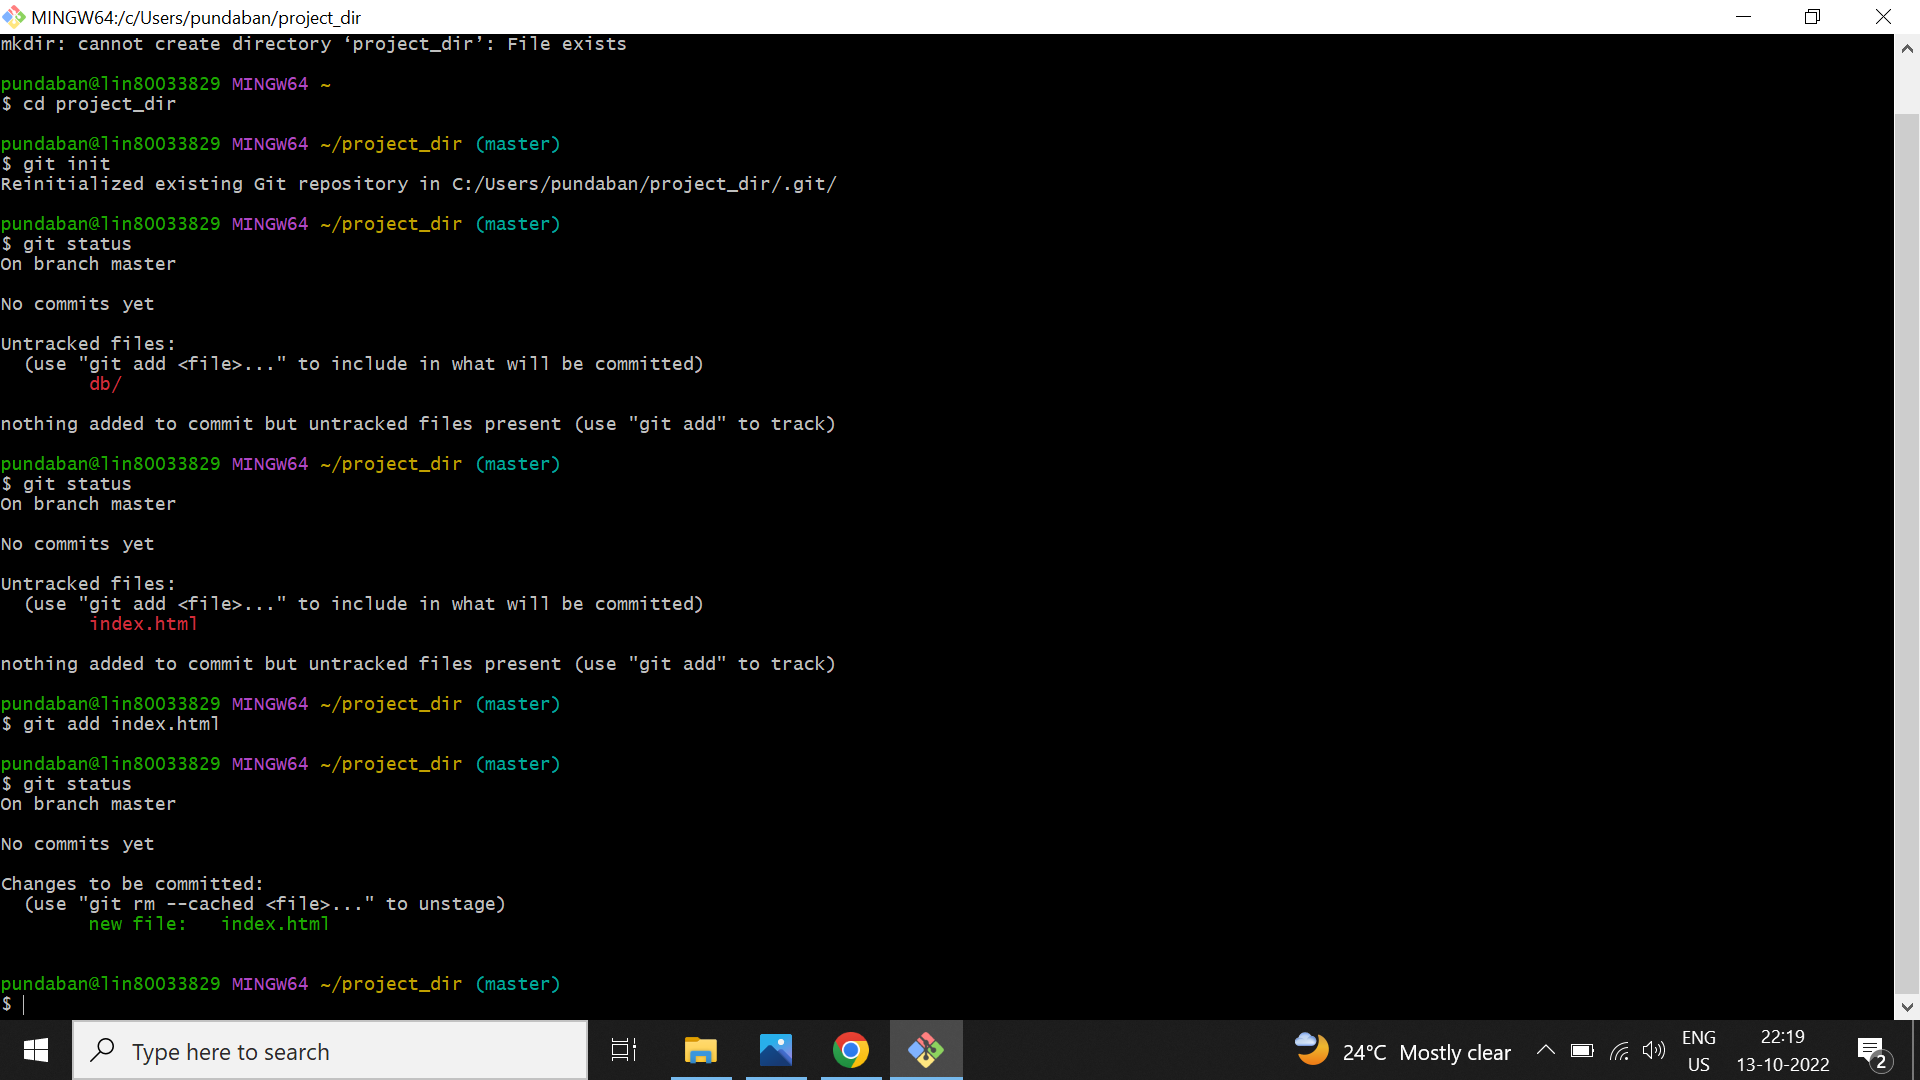 MINGW64:/c/Users/pundaban/project_dir
mkdir: cannot create directory ‘project_dir’: File exists
pundaban@lin80033829 MINGW64 ~
$ cd project_dir
pundaban@lin80033829 MINGW64 ~/project_dir (master)
$ git init
Reinitialized existing Git repository in C:/Users/pundaban/project_dir/.git/
pundaban@lin80033829 MINGW64 ~/project_dir (master)
$ git status
On branch master
No commits yet
Untracked files:
(use "git add <file>..." to include in what will be committed)
db/
nothing added to commit but untracked files present (use "git add" to track)
pundaban@lin80033829 MINGW64 ~/project_dir (master)
$ git status
On branch master
No commits yet
Untracked files:
(use "git add <file>..." to include in what will be committed)
index.html
nothing added to commit but untracked files present (use "git add" to track)
pundaban@lin80033829 MINGW64 ~/project_dir (master)
$ git add index.html
pundaban@lin80033829 MINGW64 ~/project_dir (master)
$ git status
On branch master
No commits yet
Changes to be committed:
(use "git rm --cached <file>..." to unstage)
new file:   index.html
pundaban@lin80033829 MINGW64 ~/project_dir (master)
$
Type here to search
24°C Mostly clear
ENG
US
22:19
13-10-2022
2